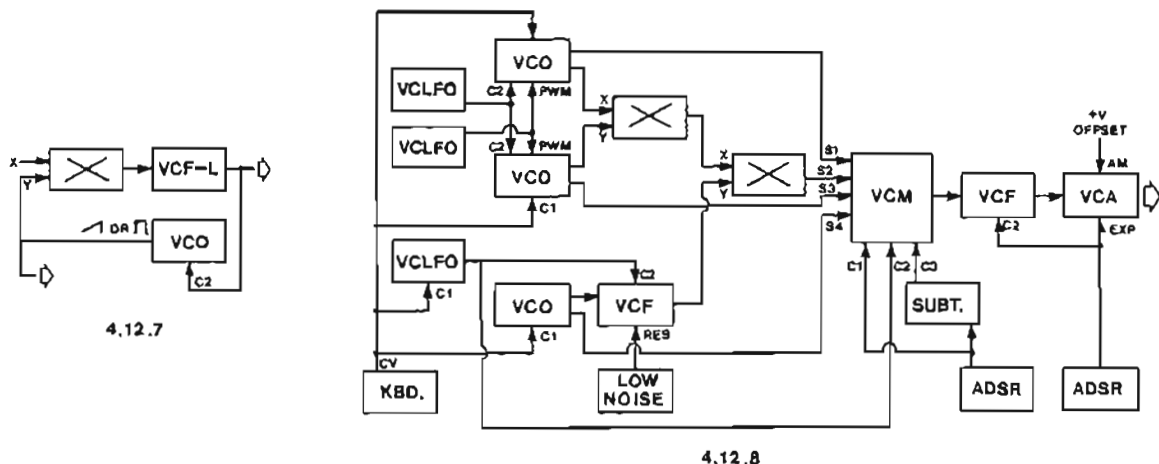 X
Y
VCF-L
OR
VCO
C2
4.12.7
VCO
VCLFO
C2
PWM
VCLFO
C2
PWM
VCO
C1
X
Y
X
Y
VCLFO
C1
VCO
C1
C2
VCF
RES
LOW
NOISE
CV
KBD.
S1
S2
S3
S4
VCM
C1
C2
C3
SUBT.
ADSR
VCF
C2
+V
OFFSET
AM
VCA
EXP
ADSR
4.12.8